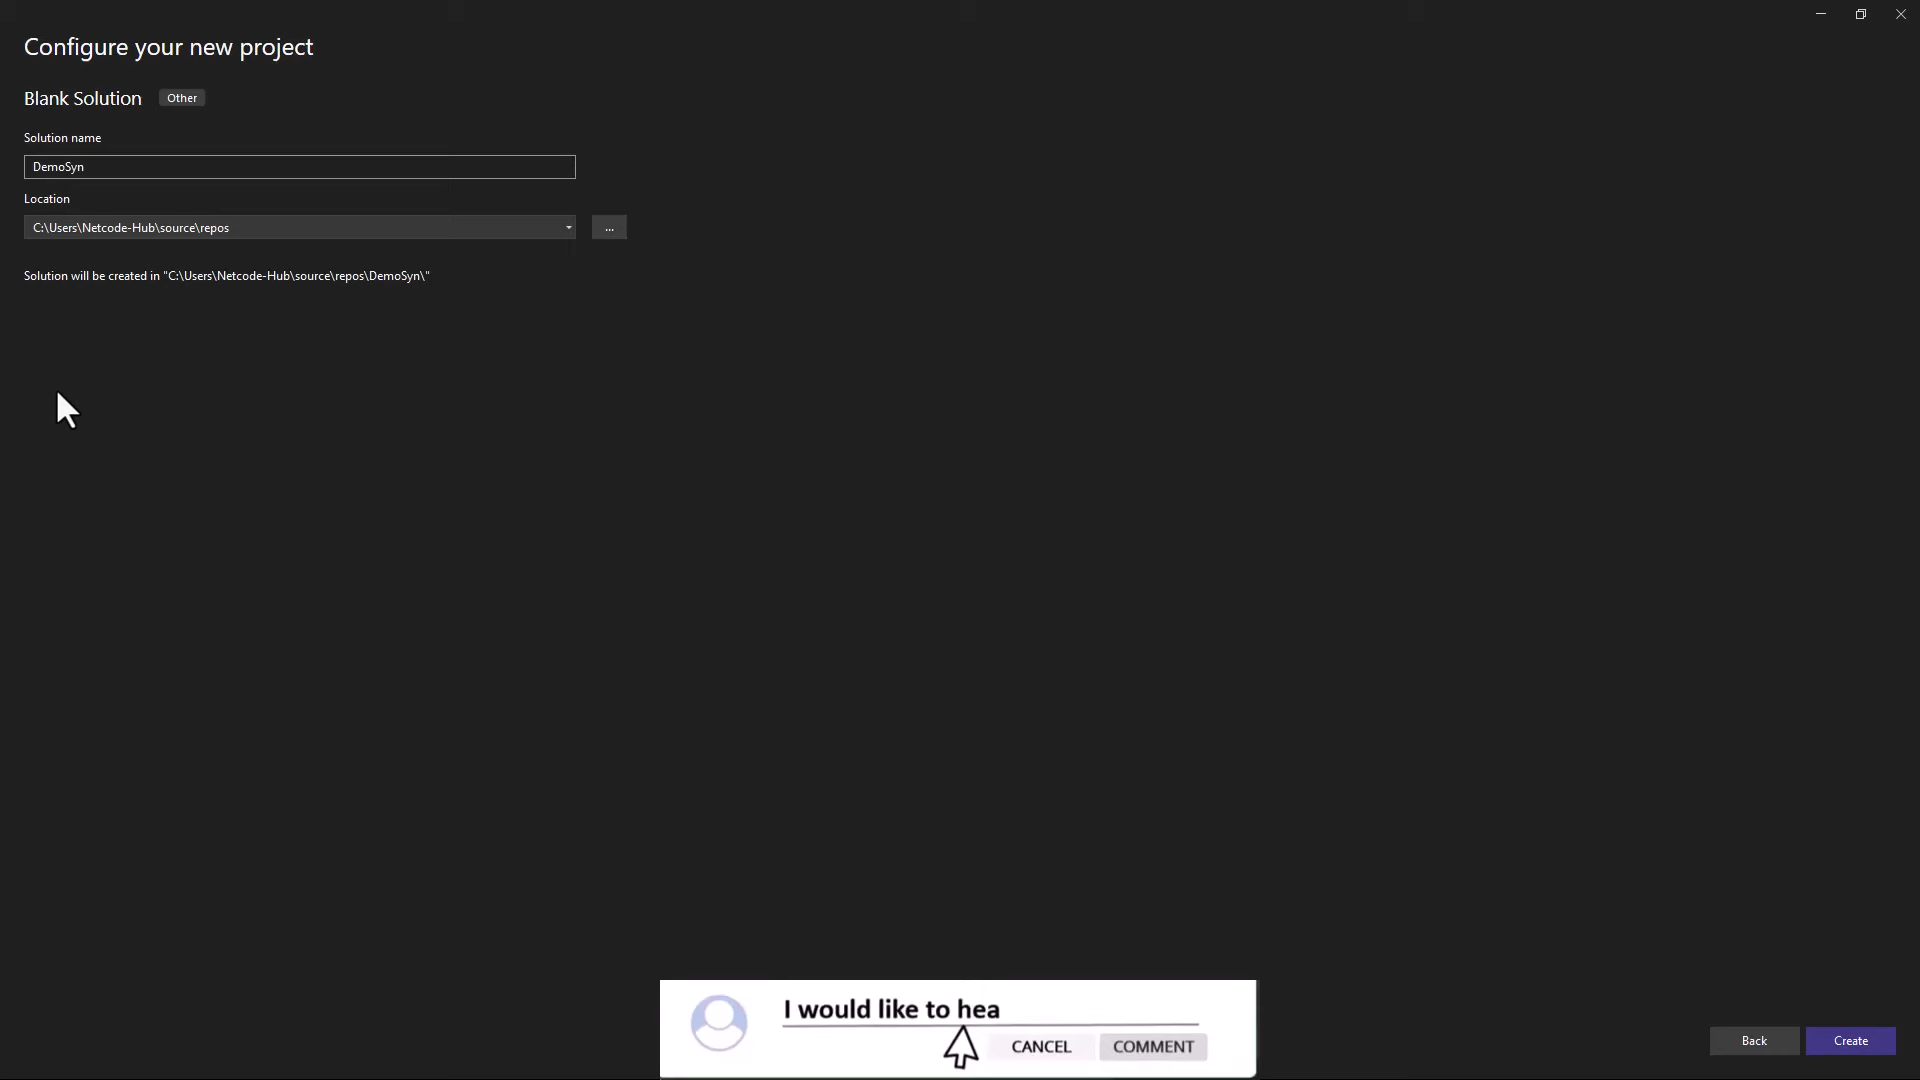 Configure your new project
Blank Solution Other
Solution name
DemoSyn
Location
C:\Users\Netcode-Hub\source\repos
...
Solution will be created in "C:\Users\Netcode-Hub\source\repos\DemoSyn\"
I would like to hea
CANCEL COMMENT
Back Create